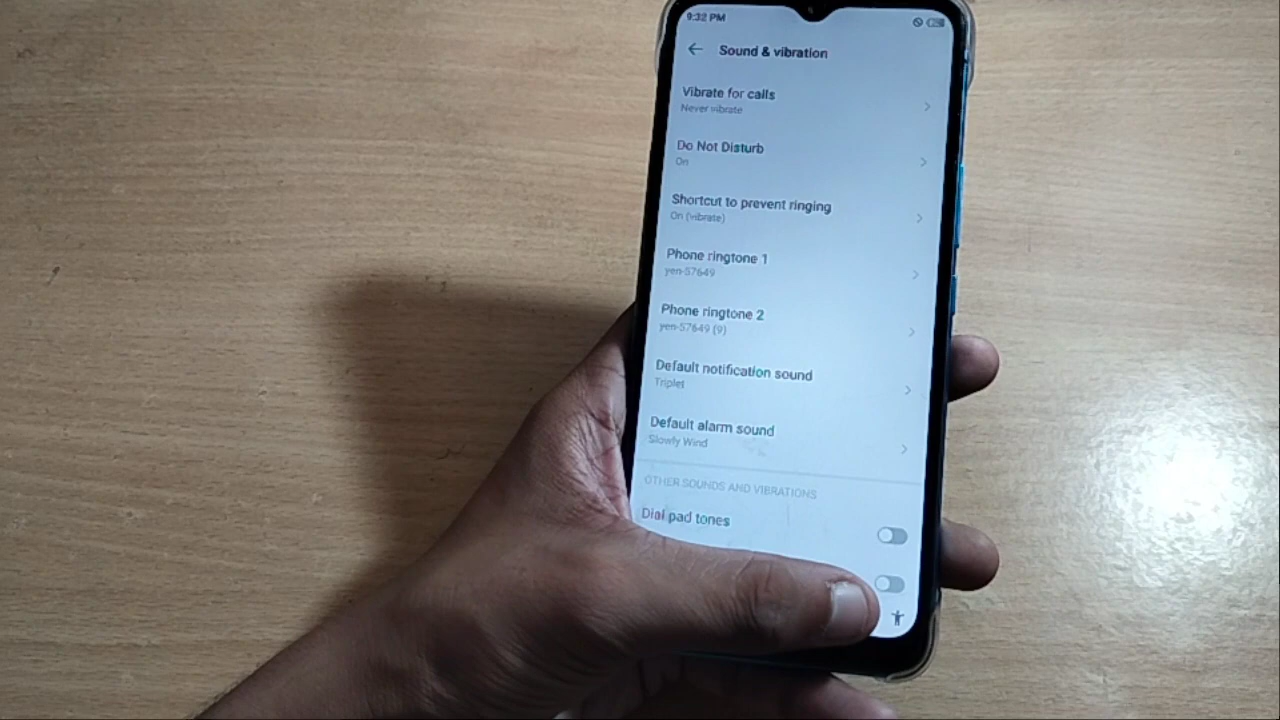 9:32 PM
Sound & vibration
Vibrate for calls
Never vibrate
Do Not Disturb
On
Shortcut to prevent ringing
On (vibrate)
Phone ringtone 1
yen-57649
Phone ringtone 2
yen-57649 (9)
Default notification sound
Triplet
Default alarm sound
Slowly Wind
OTHER SOUNDS AND VIBRATIONS
Dial pad tones